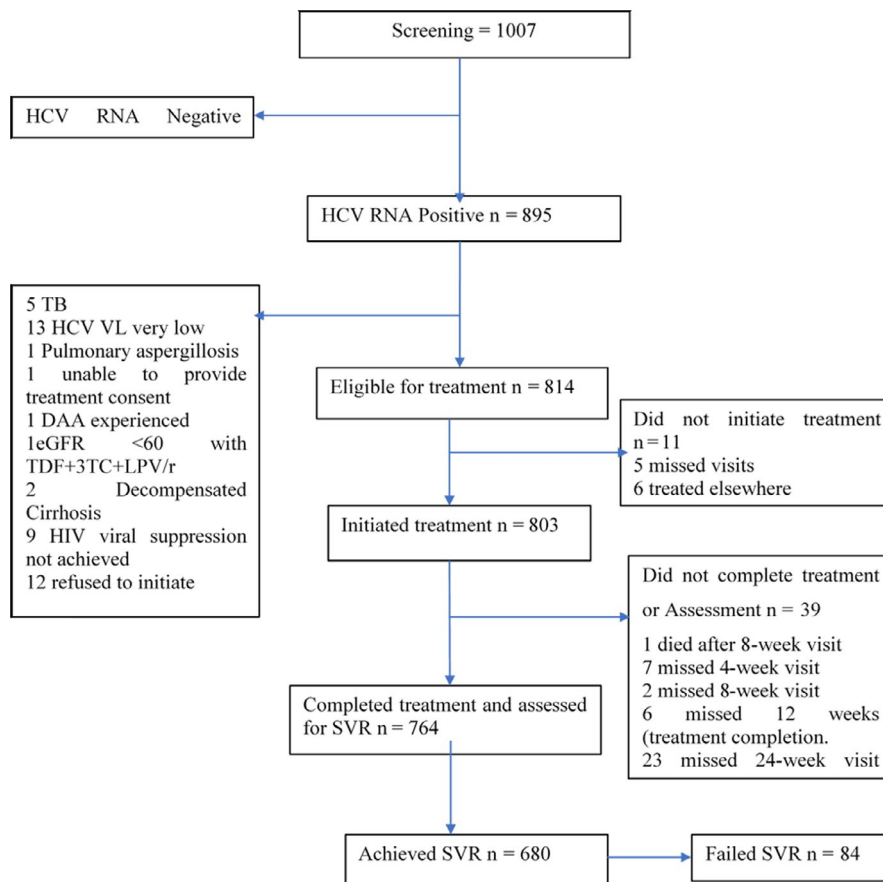 Screening = 1007
HCV RNA Negative
HCV RNA Positive n = 895
5 TB
13 HCV VL very low
1 Pulmonary aspergillosis
1 unable to provide
treatment consent
1 DAA experienced
1eGFR <60 with
TDF+3TC+LPV/r
2 Decompensated
Cirrhosis
9 HIV viral suppression
not achieved
12 refused to initiate
Eligible for treatment n = 814
Did not initiate treatment
n=11
5 missed visits
6 treated elsewhere
Initiated treatment n = 803
Did not complete treatment
or Assessment n = 39
1 died after 8-week visit
7 missed 4-week visit
2 missed 8-week visit
6 missed 12 weeks
(treatment completion.
23 missed 24-week visit
Completed treatment and assessed
for SVR n = 764
Achieved SVR n = 680
Failed SVR n = 84